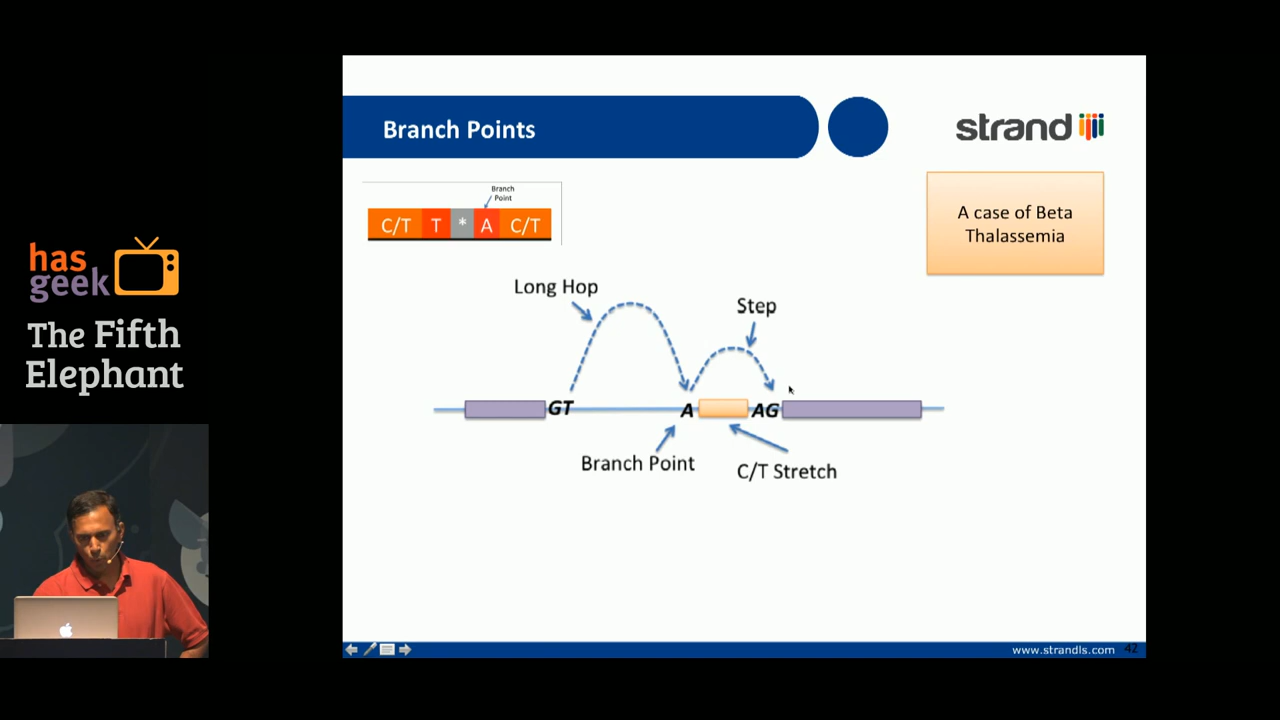 has
geek
The Fifth
Elephant
Branch Points
strand
Branch
Point
C/T T * A C/T
A case of Beta
Thalassemia
Long Hop
Step
GT
A
AG
Branch Point
C/T Stretch
www.strandls.com 42